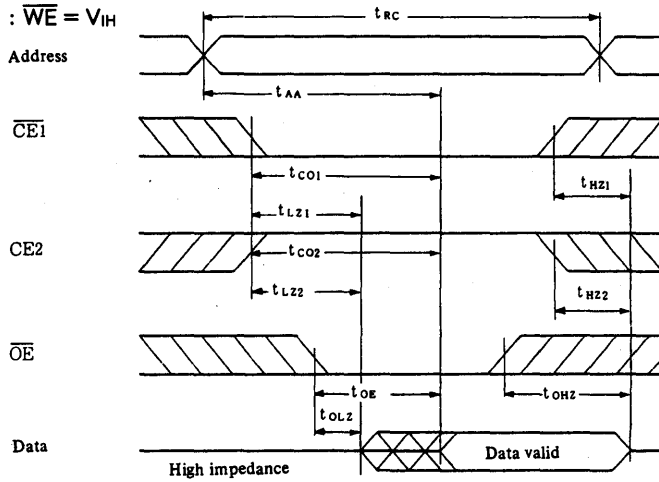 : WE = VIH
tRC
Address
tAA
CE1
tCO1
tHZ1
tLZ1
CE2
tCO2
tLZ2
tHZ2
OE
tOE
tOHZ
tOLZ
Data
High impedance
Data valid